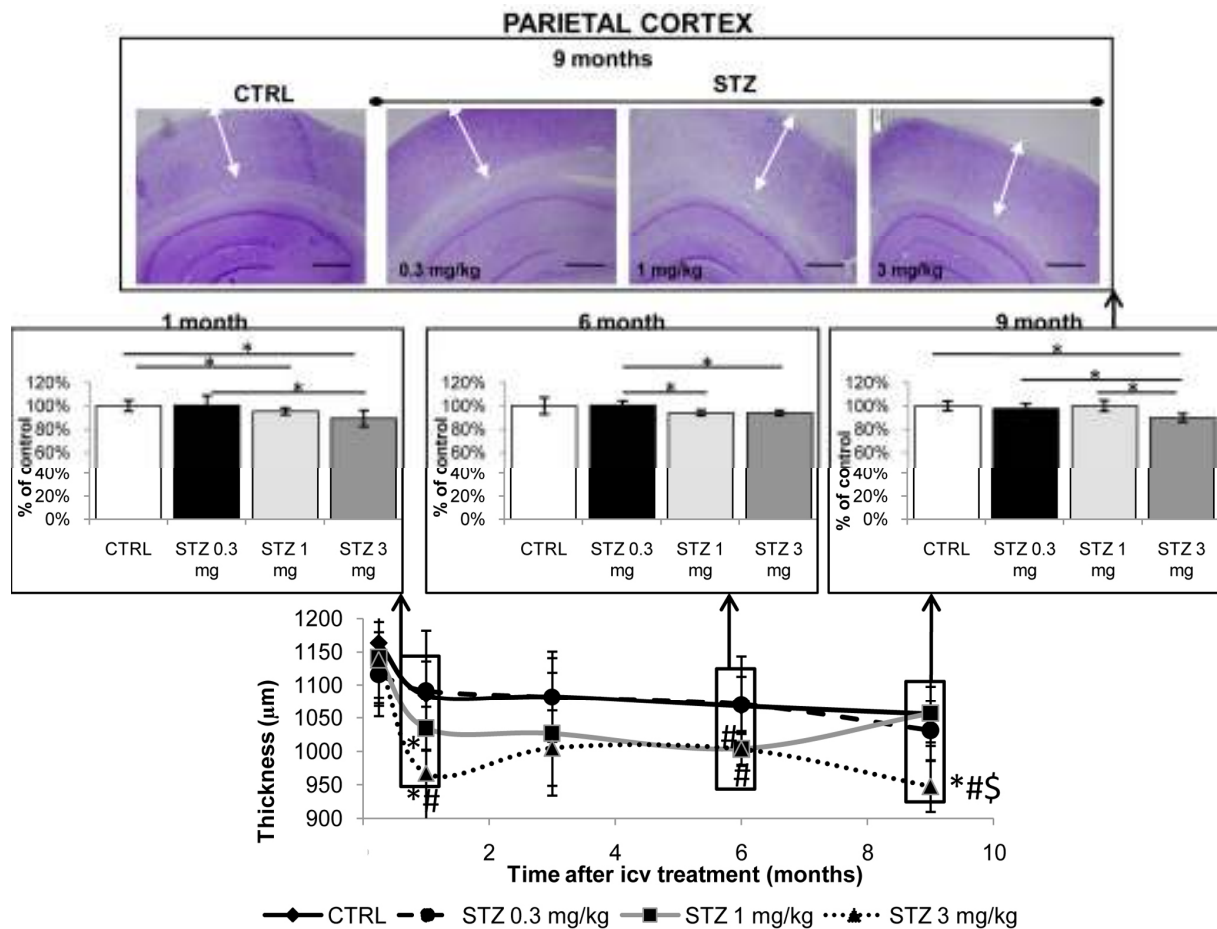 PARIETAL CORTEX
9 months
CTRL
STZ
0.3 mg/kg
1 mg/kg
3 mg/kg
1 month
*
*
*
% of control
120%
100%
80%
60%
40%
20%
0%
CTRL
STZ 0.3 mg
STZ 1 mg
STZ 3 mg
6 month
*
*
% of control
120%
100%
80%
60%
40%
20%
0%
CTRL
STZ 0.3 mg
STZ 1 mg
STZ 3 mg
9 month
*
*
*
% of control
120%
100%
80%
60%
40%
20%
0%
CTRL
STZ 0.3 mg
STZ 1 mg
STZ 3 mg
Thickness (µm)
1200
1150
1100
1050
1000
950
900
*
*#
#
#
*#$
2 4 6 8 10
Time after icv treatment (months)
CTRL STZ 0.3 mg/kg STZ 1 mg/kg STZ 3 mg/kg